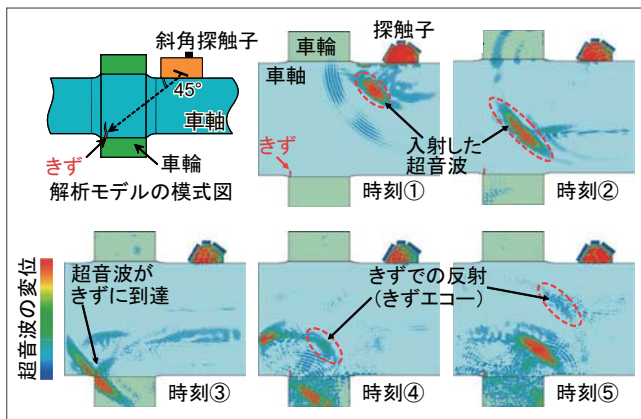 斜角探触子
45°
車軸
きず
車輪
解析モデルの模式図
車輪
探触子
車軸
きず
入射した
超音波
時刻①
時刻②
超音波の変位
超音波が
きずに到達
時刻③
きずでの反射
(きずエコー)
時刻④
時刻⑤